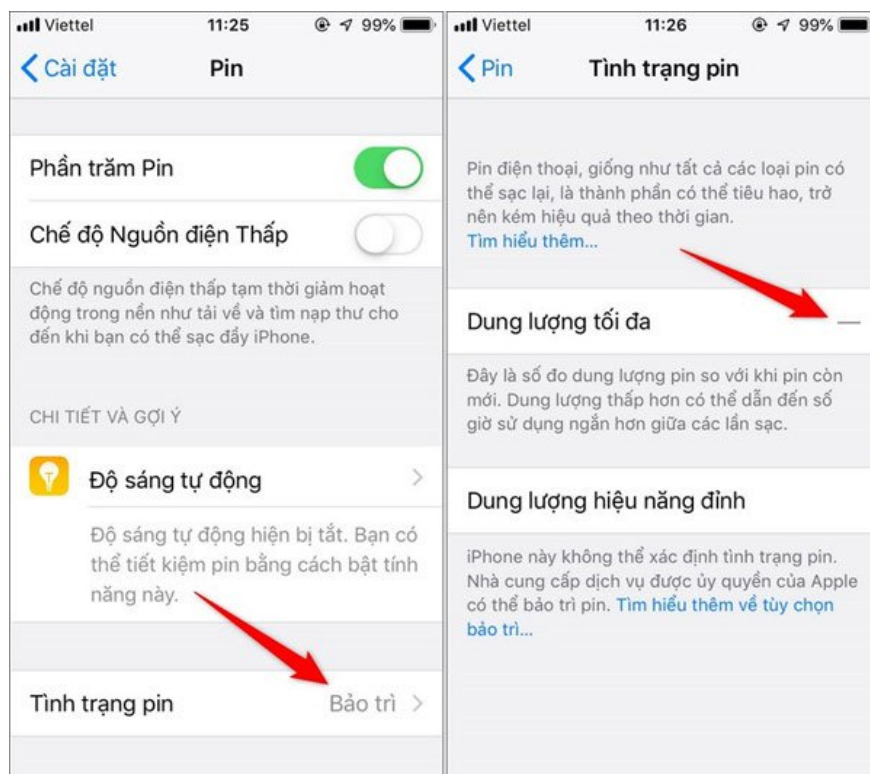 Viettel 11:25 99%
Cài đặt Pin
Phần trăm Pin
Chế độ Nguồn điện Thấp
Chế độ nguồn điện thấp tạm thời giảm hoạt
động trong nền như tải về và tìm nạp thư cho
đến khi bạn có thể sạc đầy iPhone.
CHI TIẾT VÀ GỢI Ý
Độ sáng tự động
Độ sáng tự động hiện bị tắt. Bạn có
thể tiết kiệm pin bằng cách bật tính
năng này.
Tình trạng pin Bảo trì
Viettel 11:26 99%
Pin Tình trạng pin
Pin điện thoại, giống như tất cả các loại pin có
thể sạc lại, là thành phần có thể tiêu hao, trở
nên kém hiệu quả theo thời gian.
Tìm hiểu thêm...
Dung lượng tối đa —
Đây là số đo dung lượng pin so với khi pin còn
mới. Dung lượng thấp hơn có thể dẫn đến số
giờ sử dụng ngắn hơn giữa các lần sạc.
Dung lượng hiệu năng đỉnh
iPhone này không thể xác định tình trạng pin.
Nhà cung cấp dịch vụ được ủy quyền của Apple
có thể bảo trì pin. Tìm hiểu thêm về tùy chọn
bảo trì...